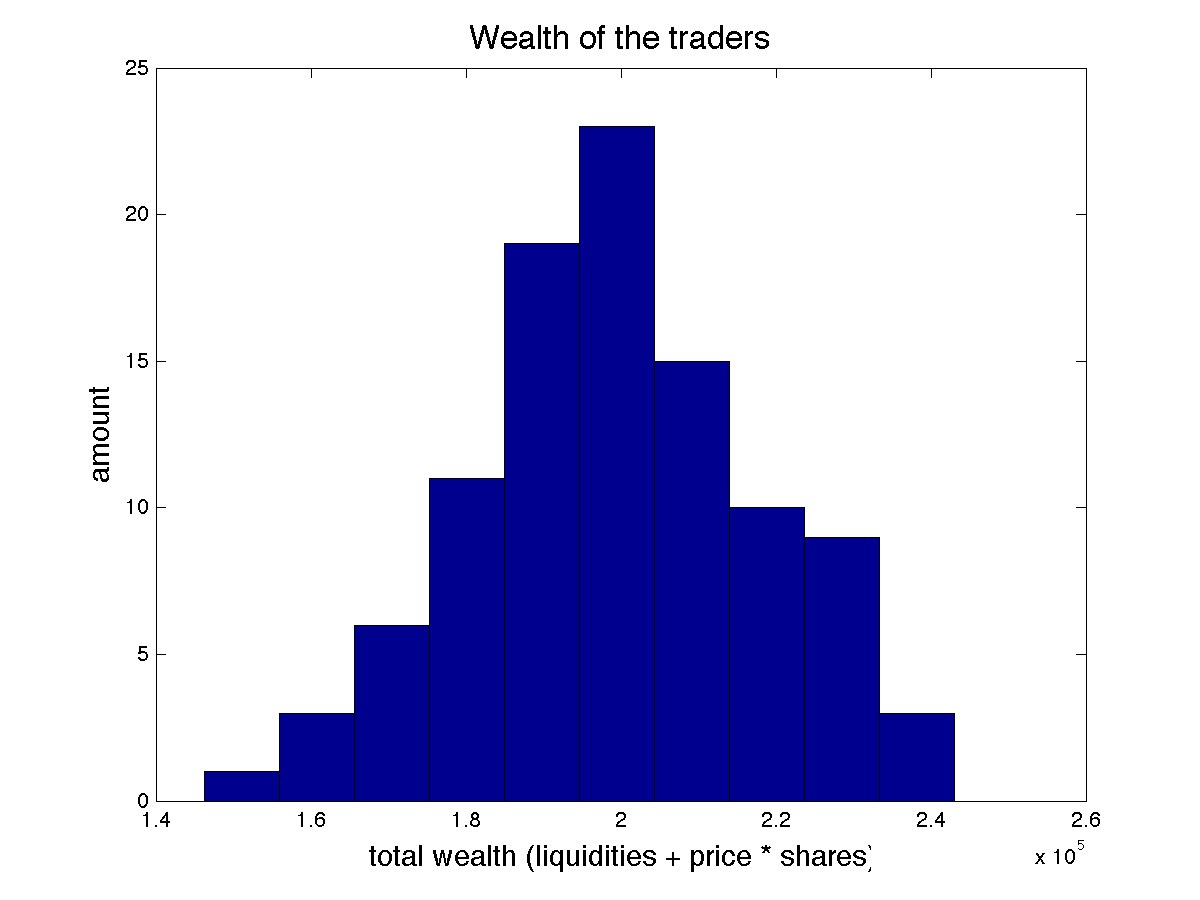 Wealth of the traders
25
20
15
10
5
0
amount
1.4 1.6 1.8 2 2.2 2.4 2.6
x 10^5
total wealth (liquidities + price * shares)